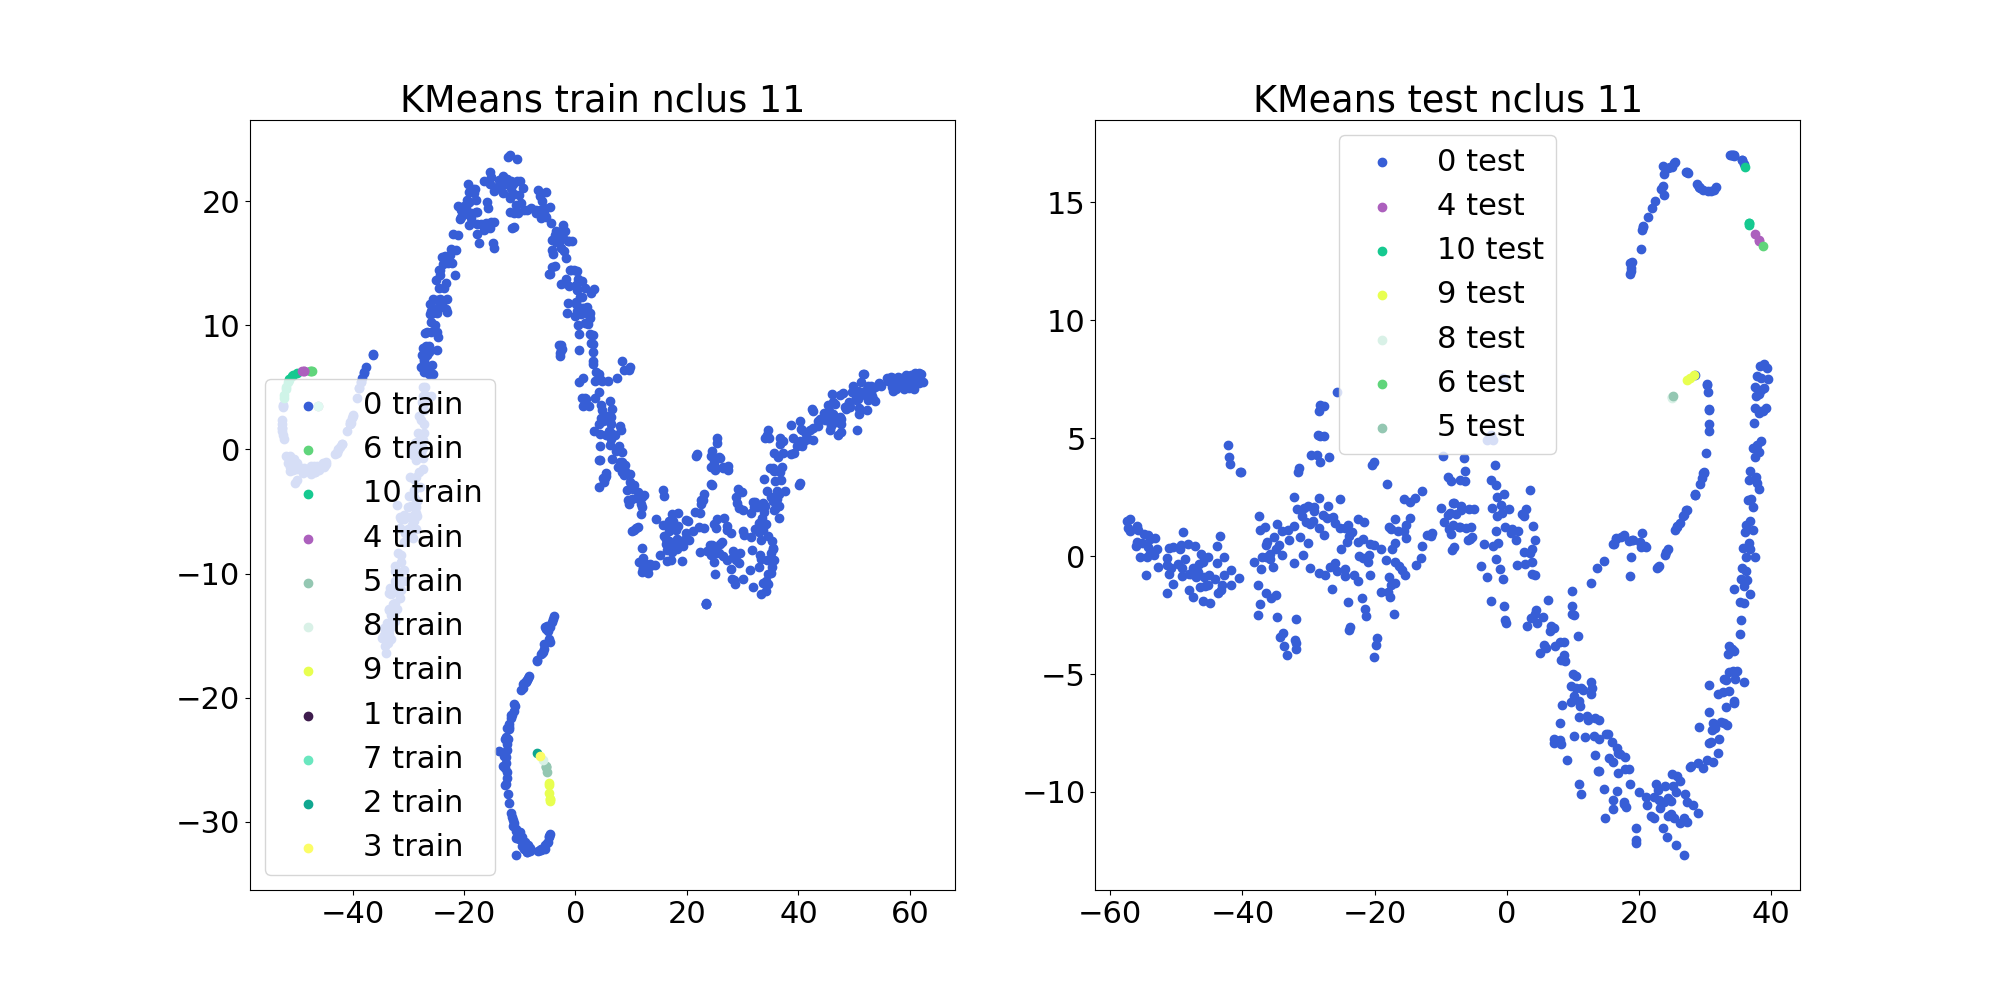 KMeans train nclus 11
20
10
0
−10
−20
−30
−40
−20
0
20
40
60
0 train
6 train
10 train
4 train
5 train
8 train
9 train
1 train
7 train
2 train
3 train
KMeans test nclus 11
15
10
5
0
−5
−10
−60
−40
−20
0
20
40
0 test
4 test
10 test
9 test
8 test
6 test
5 test